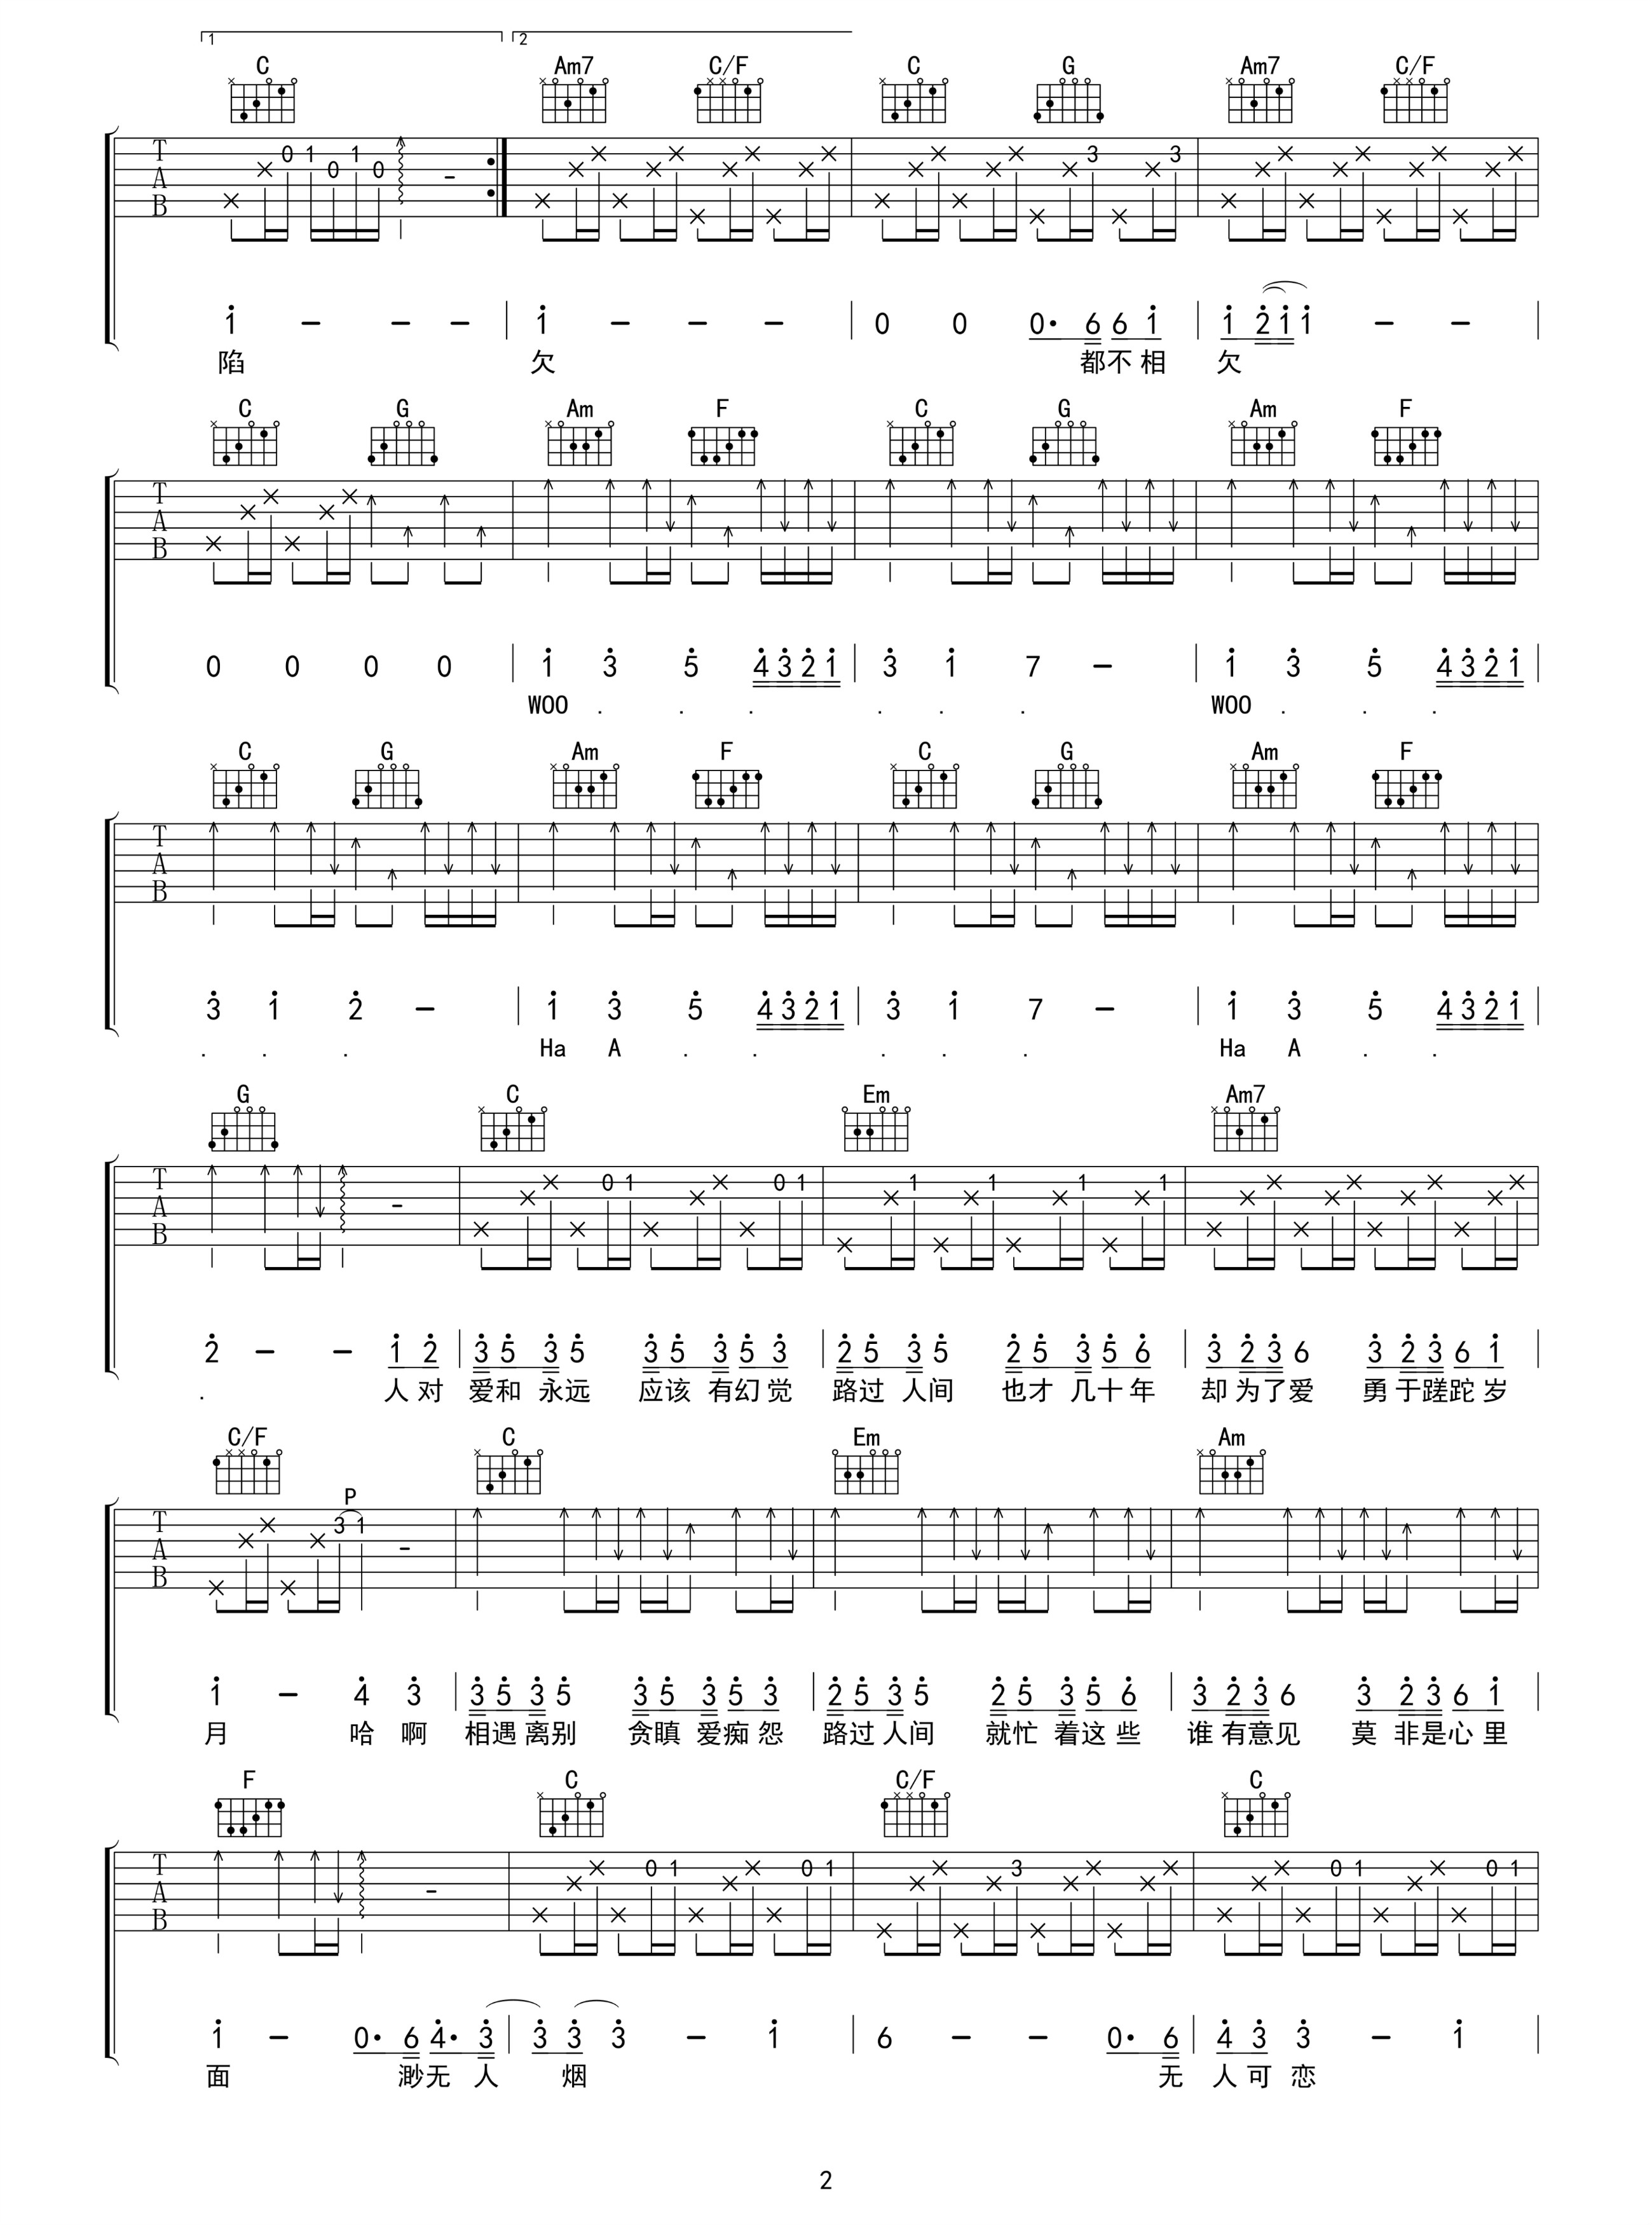 1 2
C Am7 C/F C G Am7 C/F
T A B 0 1 0 1 0 - 3 3
1 - - - 1 - - - 0 0 0· 6 6 1 1 2 1 1 - -
陷 欠 都不 相 欠
C G Am F C G Am F
T A B
0 0 0 0 1 3 5 4 3 2 1 3 1 7 - 1 3 5 4 3 2 1
WOO . . . . . . WOO . . .
C G Am F C G Am F
3 1 2 - 1 3 5 4 3 2 1 3 1 7 - 1 3 5 4 3 2 1
. . . Ha A . . . . . Ha A . .
G C Em Am7
T A B - 0 1 0 1 1 1 1 1
2 - - 1 2 3 5 3 5 3 5 3 5 3 2 5 3 5 2 5 3 5 6 3 2 3 6 3 2 3 6 1
. 人 对 爱和 永远 应该 有幻 觉 路过 人间 也才 几十 年 却 为了爱 勇 于蹉跎 岁
C/F C Em Am
P
T A B 3 1 -
1 - 4 3 3 5 3 5 3 5 3 5 3 2 5 3 5 2 5 3 5 6 3 2 3 6 3 2 3 6 1
月 哈 啊 相遇 离别 贪瞋 爱痴 怨 路过 人间 就忙 着这 些 谁 有意见 莫 非是心 里
F C C/F C
T A B - 0 1 0 1 3 0 1 0 1
1 - 0· 6 4· 3 3 3 3 - 1 6 - - 0· 6 4 3 3 - 1
面 渺无 人 烟 无 人 可 恋
2